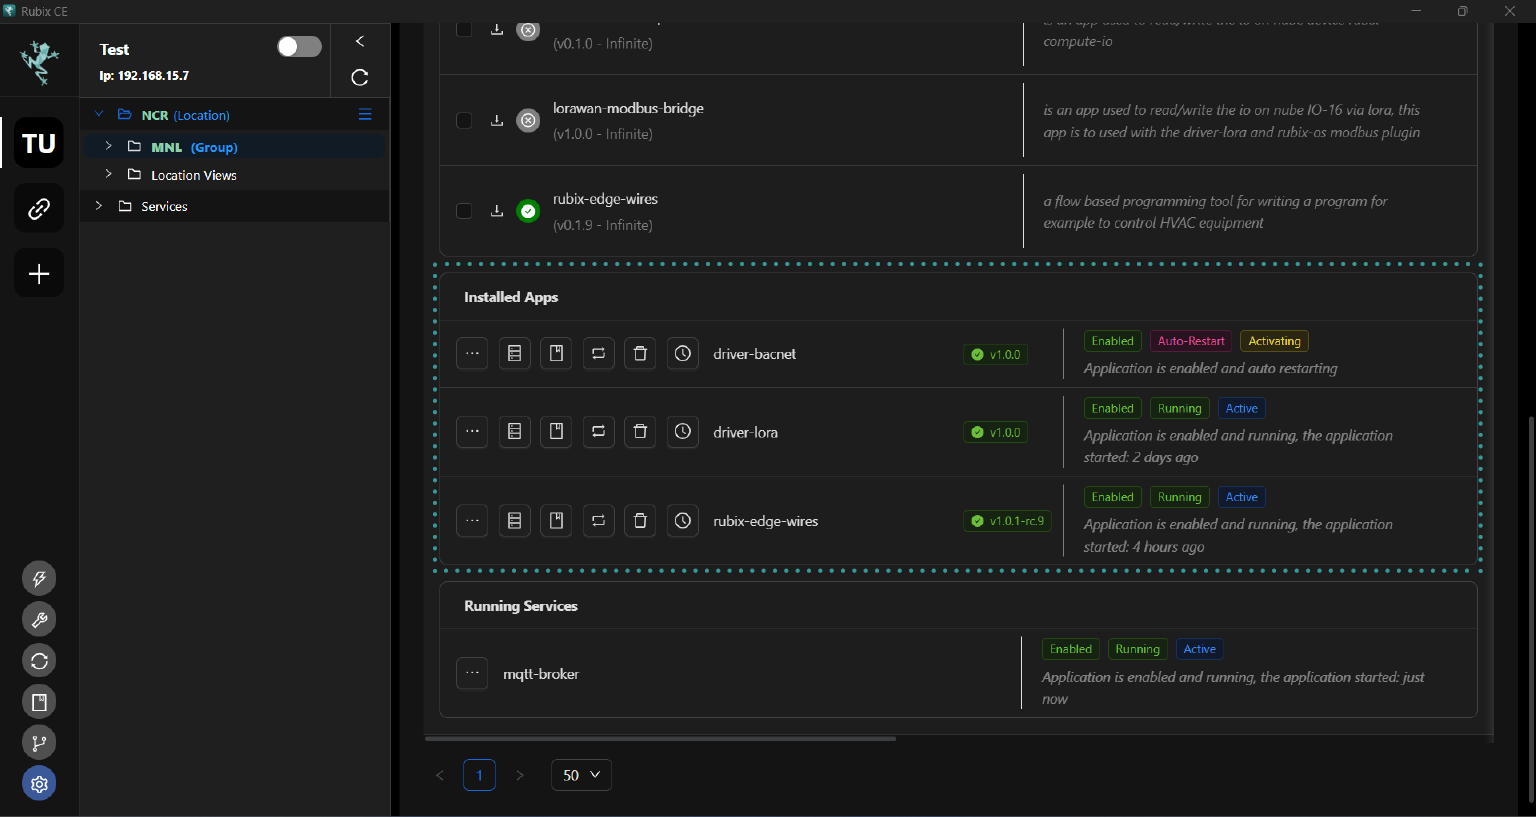 Rubix CE
Test
Ip: 192.168.15.7
TU
NCR (Location)
MNL (Group)
Location Views
Services
(v0.1.0 - Infinite)
compute-io
lorawan-modbus-bridge
(v1.0.0 - Infinite)
is an app used to read/write the io on nube IO-16 via lora, this
app is to used with the driver-lora and rubix-os modbus plugin
rubix-edge-wires
(v0.1.9 - Infinite)
a flow based programming tool for writing a program for
example to control HVAC equipment
Installed Apps
driver-bacnet
v1.0.0
Enabled Auto-Restart Activating
Application is enabled and auto restarting
driver-lora
v1.0.0
Enabled Running Active
Application is enabled and running, the application
started: 2 days ago
rubix-edge-wires
v1.0.1-rc.9
Enabled Running Active
Application is enabled and running, the application
started: 4 hours ago
Running Services
mqtt-broker
Enabled Running Active
Application is enabled and running, the application started: just
now
< 1 > 50